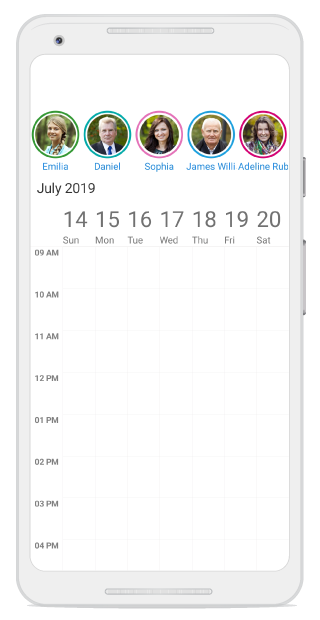 Emilia Daniel Sophia James Willi Adeline Rub
July 2019
14 15 16 17 18 19 20
Sun Mon Tue Wed Thu Fri Sat
09 AM
10 AM
11 AM
12 PM
01 PM
02 PM
03 PM
04 PM